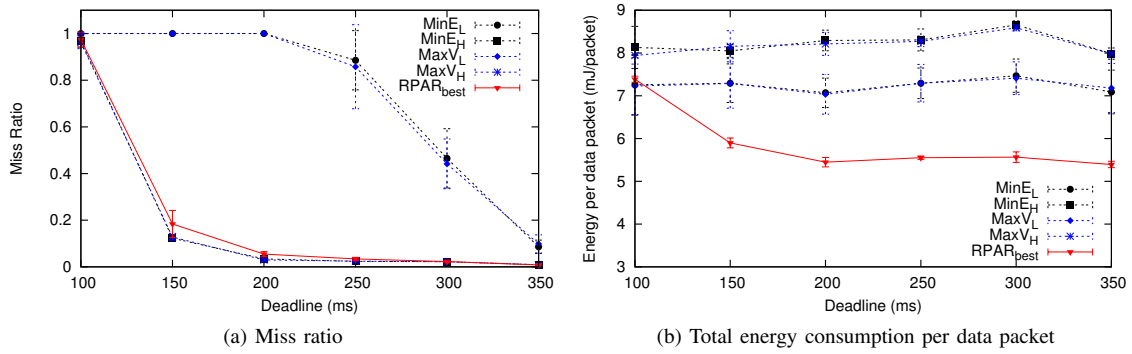 MinE_L
MinE_H
MaxV_L
MaxV_H
RPAR_best
1
0.8
0.6
0.4
0.2
0
Miss Ratio
100 150 200 250 300 350
Deadline (ms)
(a) Miss ratio
9
8
7
6
5
4
3
Energy per data packet (mJ/packet)
MinE_L
MinE_H
MaxV_L
MaxV_H
RPAR_best
100 150 200 250 300 350
Deadline (ms)
(b) Total energy consumption per data packet